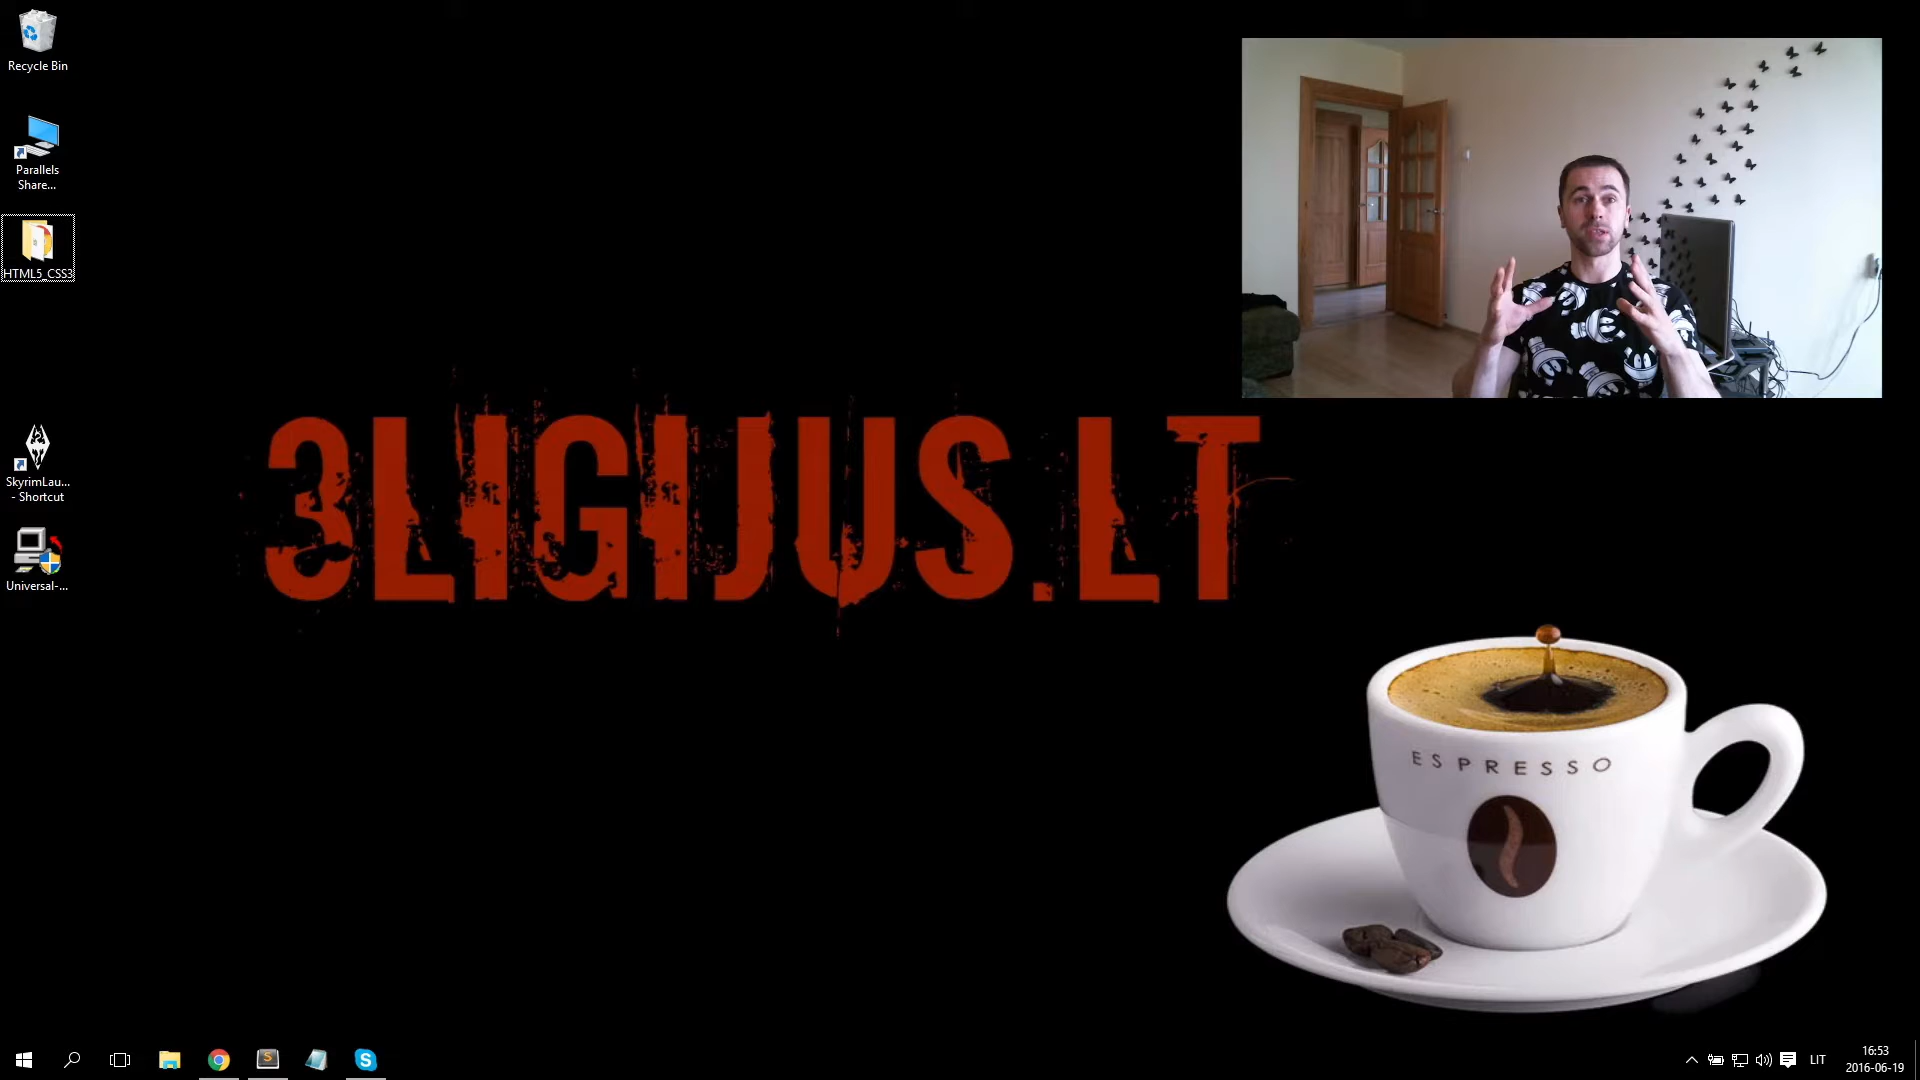 Recycle Bin
Parallels
Share...
HTML5_CSS3
SkyrimLau...
- Shortcut
Universal-...
3LIGIJUS.LT
ESPRESSO
LIT
16:53
2016-06-19